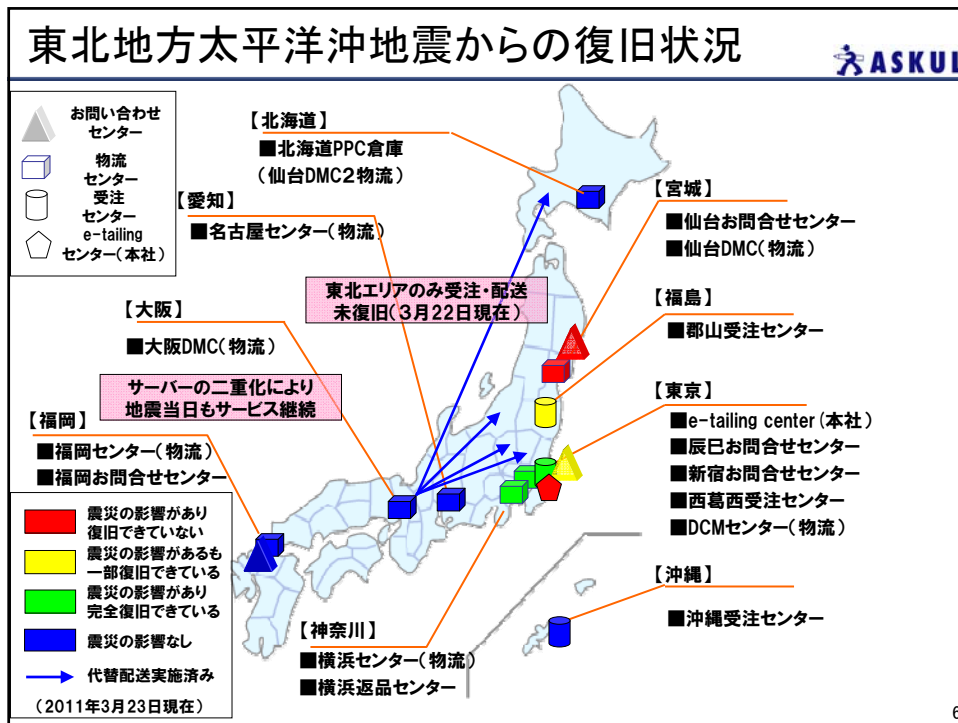 東北地方太平洋沖地震からの復旧状況
ASKUL
お問い合わせ
センター
物流
センター
受注
センター
e-tailing
センター(本社)
【北海道】
■北海道PPC倉庫
(仙台DMC2物流)
【愛知】
■名古屋センター(物流)
【宮城】
■仙台お問合せセンター
■仙台DMC(物流)
東北エリアのみ受注・配送
未復旧(3月22日現在)
【福島】
■郡山受注センター
【大阪】
■大阪DMC(物流)
サーバーの二重化により
地震当日もサービス継続
【東京】
■e-tailing center(本社)
■辰巳お問合せセンター
■新宿お問合せセンター
■西葛西受注センター
■DCMセンター(物流)
【福岡】
■福岡センター(物流)
■福岡お問合せセンター
震災の影響があり
復旧できていない
震災の影響があるも
一部復旧できている
震災の影響があり
完全復旧できている
震災の影響なし
代替配送実施済み
(2011年3月23日現在)
【神奈川】
■横浜センター(物流)
■横浜返品センター
【沖縄】
■沖縄受注センター
6